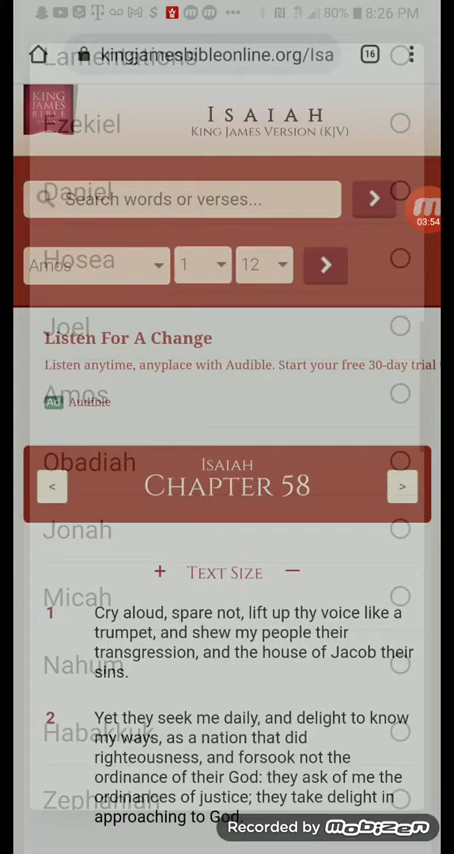 80% 8:26 PM
Lamentations
kingjamesbibleonline.org/Isa
16
KING
JAMES
BIBLE
Ezekiel
ISAIAH
KING JAMES VERSION (KJV)
Daniel
Search words or verses...
03:54
Hosea
Amos
1
12
Joel
Listen For A Change
Listen anytime, anyplace with Audible. Start your free 30-day trial
Amos
Ad Audible
Obadiah
ISAIAH
CHAPTER 58
<
>
Jonah
+ TEXT SIZE −
Micah
1 Cry aloud, spare not, lift up thy voice like a
trumpet, and shew my people their
transgression, and the house of Jacob their
sins.
Nahum
2 Yet they seek me daily, and delight to know
my ways, as a nation that did
righteousness, and forsook not the
ordinance of their God: they ask of me the
ordinances of justice; they take delight in
approaching to God.
Habakkuk
Zephaniah
Recorded by Mobizen